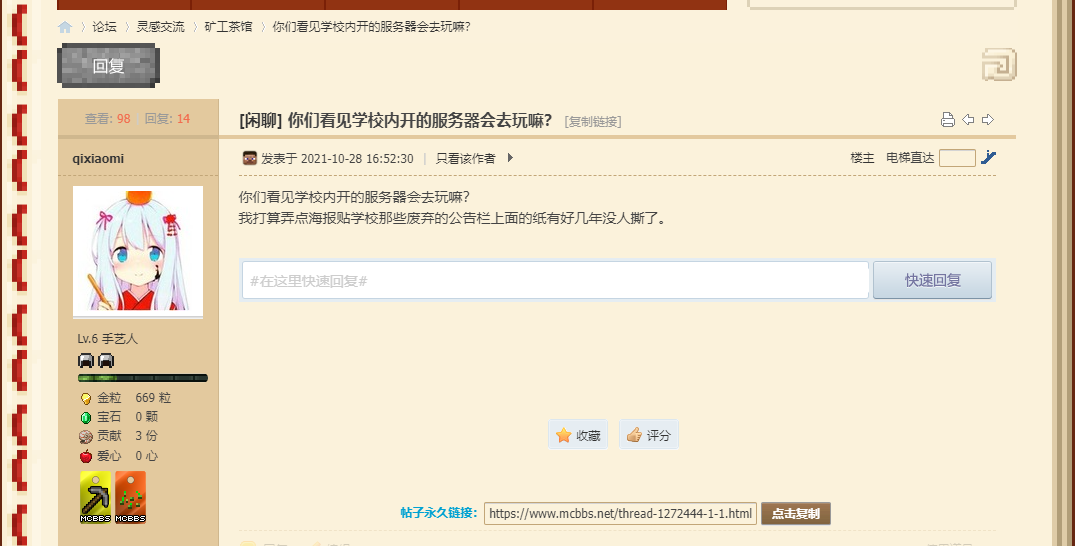 论坛 > 灵感交流 > 矿工茶馆 > 你们看见学校内开的服务器会去玩嘛?
回复
查看: 98 回复: 14
[闲聊] 你们看见学校内开的服务器会去玩嘛? [复制链接]
qixiaomi
发表于 2021-10-28 16:52:30 | 只看该作者
楼主 电梯直达
你们看见学校内开的服务器会去玩嘛?
我打算弄点海报贴学校那些废弃的公告栏上面的纸有好几年没人撕了。
#在这里快速回复#
快速回复
Lv.6 手艺人
金粒 669 粒
宝石 0 颗
贡献 3 份
爱心 0 心
MCBBS MCBBS
收藏 评分
帖子永久链接: https://www.mcbbs.net/thread-1272444-1-1.html 点击复制